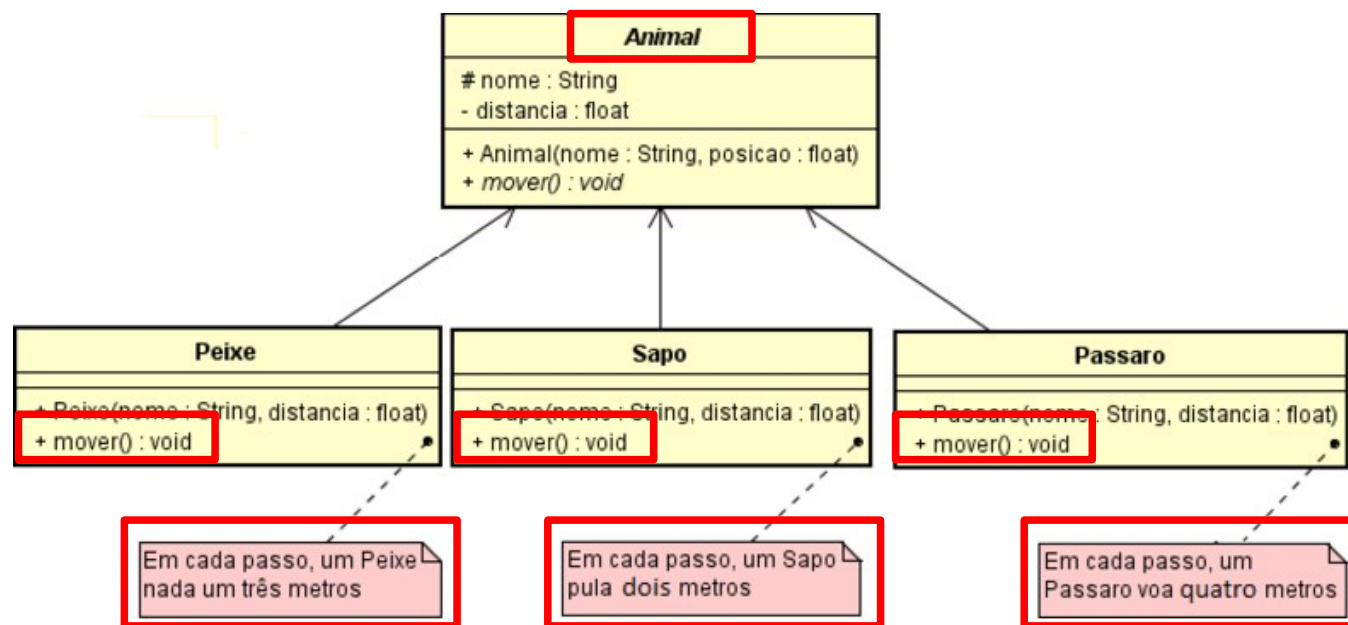 Animal
# nome : String
- distancia : float
+ Animal(nome : String, posicao : float)
+ mover() : void
Peixe
+ Peixe(nome : String, distancia : float)
+ mover() : void
Sapo
+ Sapo(nome : String, distancia : float)
+ mover() : void
Passaro
+ Passaro(nome : String, distancia : float)
+ mover() : void
Em cada passo, um Peixe
nada um três metros
Em cada passo, um Sapo
pula dois metros
Em cada passo, um
Passaro voa quatro metros